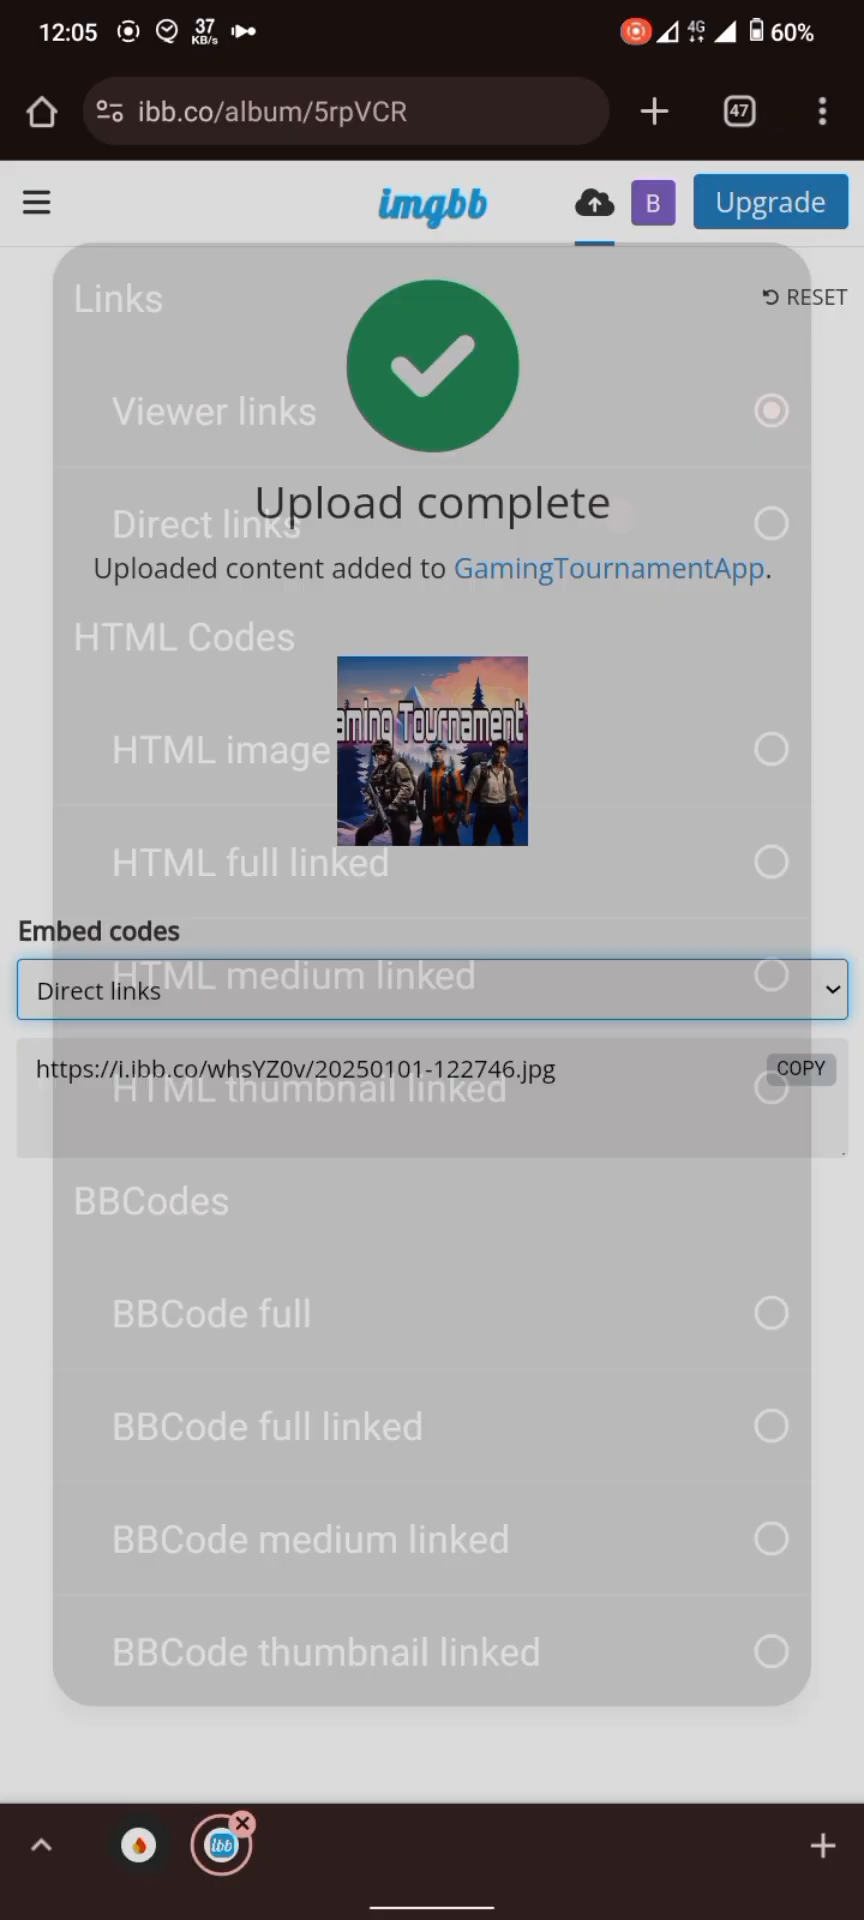 12:05
37
KB/s
4G
60%
ibb.co/album/5rpVCR
47
imgbb
B
Upgrade
Links
RESET
Viewer links
Upload complete
Direct links
Uploaded content added to GamingTournamentApp.
HTML Codes
aming Tournament
HTML image
HTML full linked
Embed codes
HTML medium linked
Direct links
https://i.ibb.co/whsYZ0v/20250101-122746.jpg
COPY
HTML thumbnail linked
BBCodes
BBCode full
BBCode full linked
BBCode medium linked
BBCode thumbnail linked
ibb